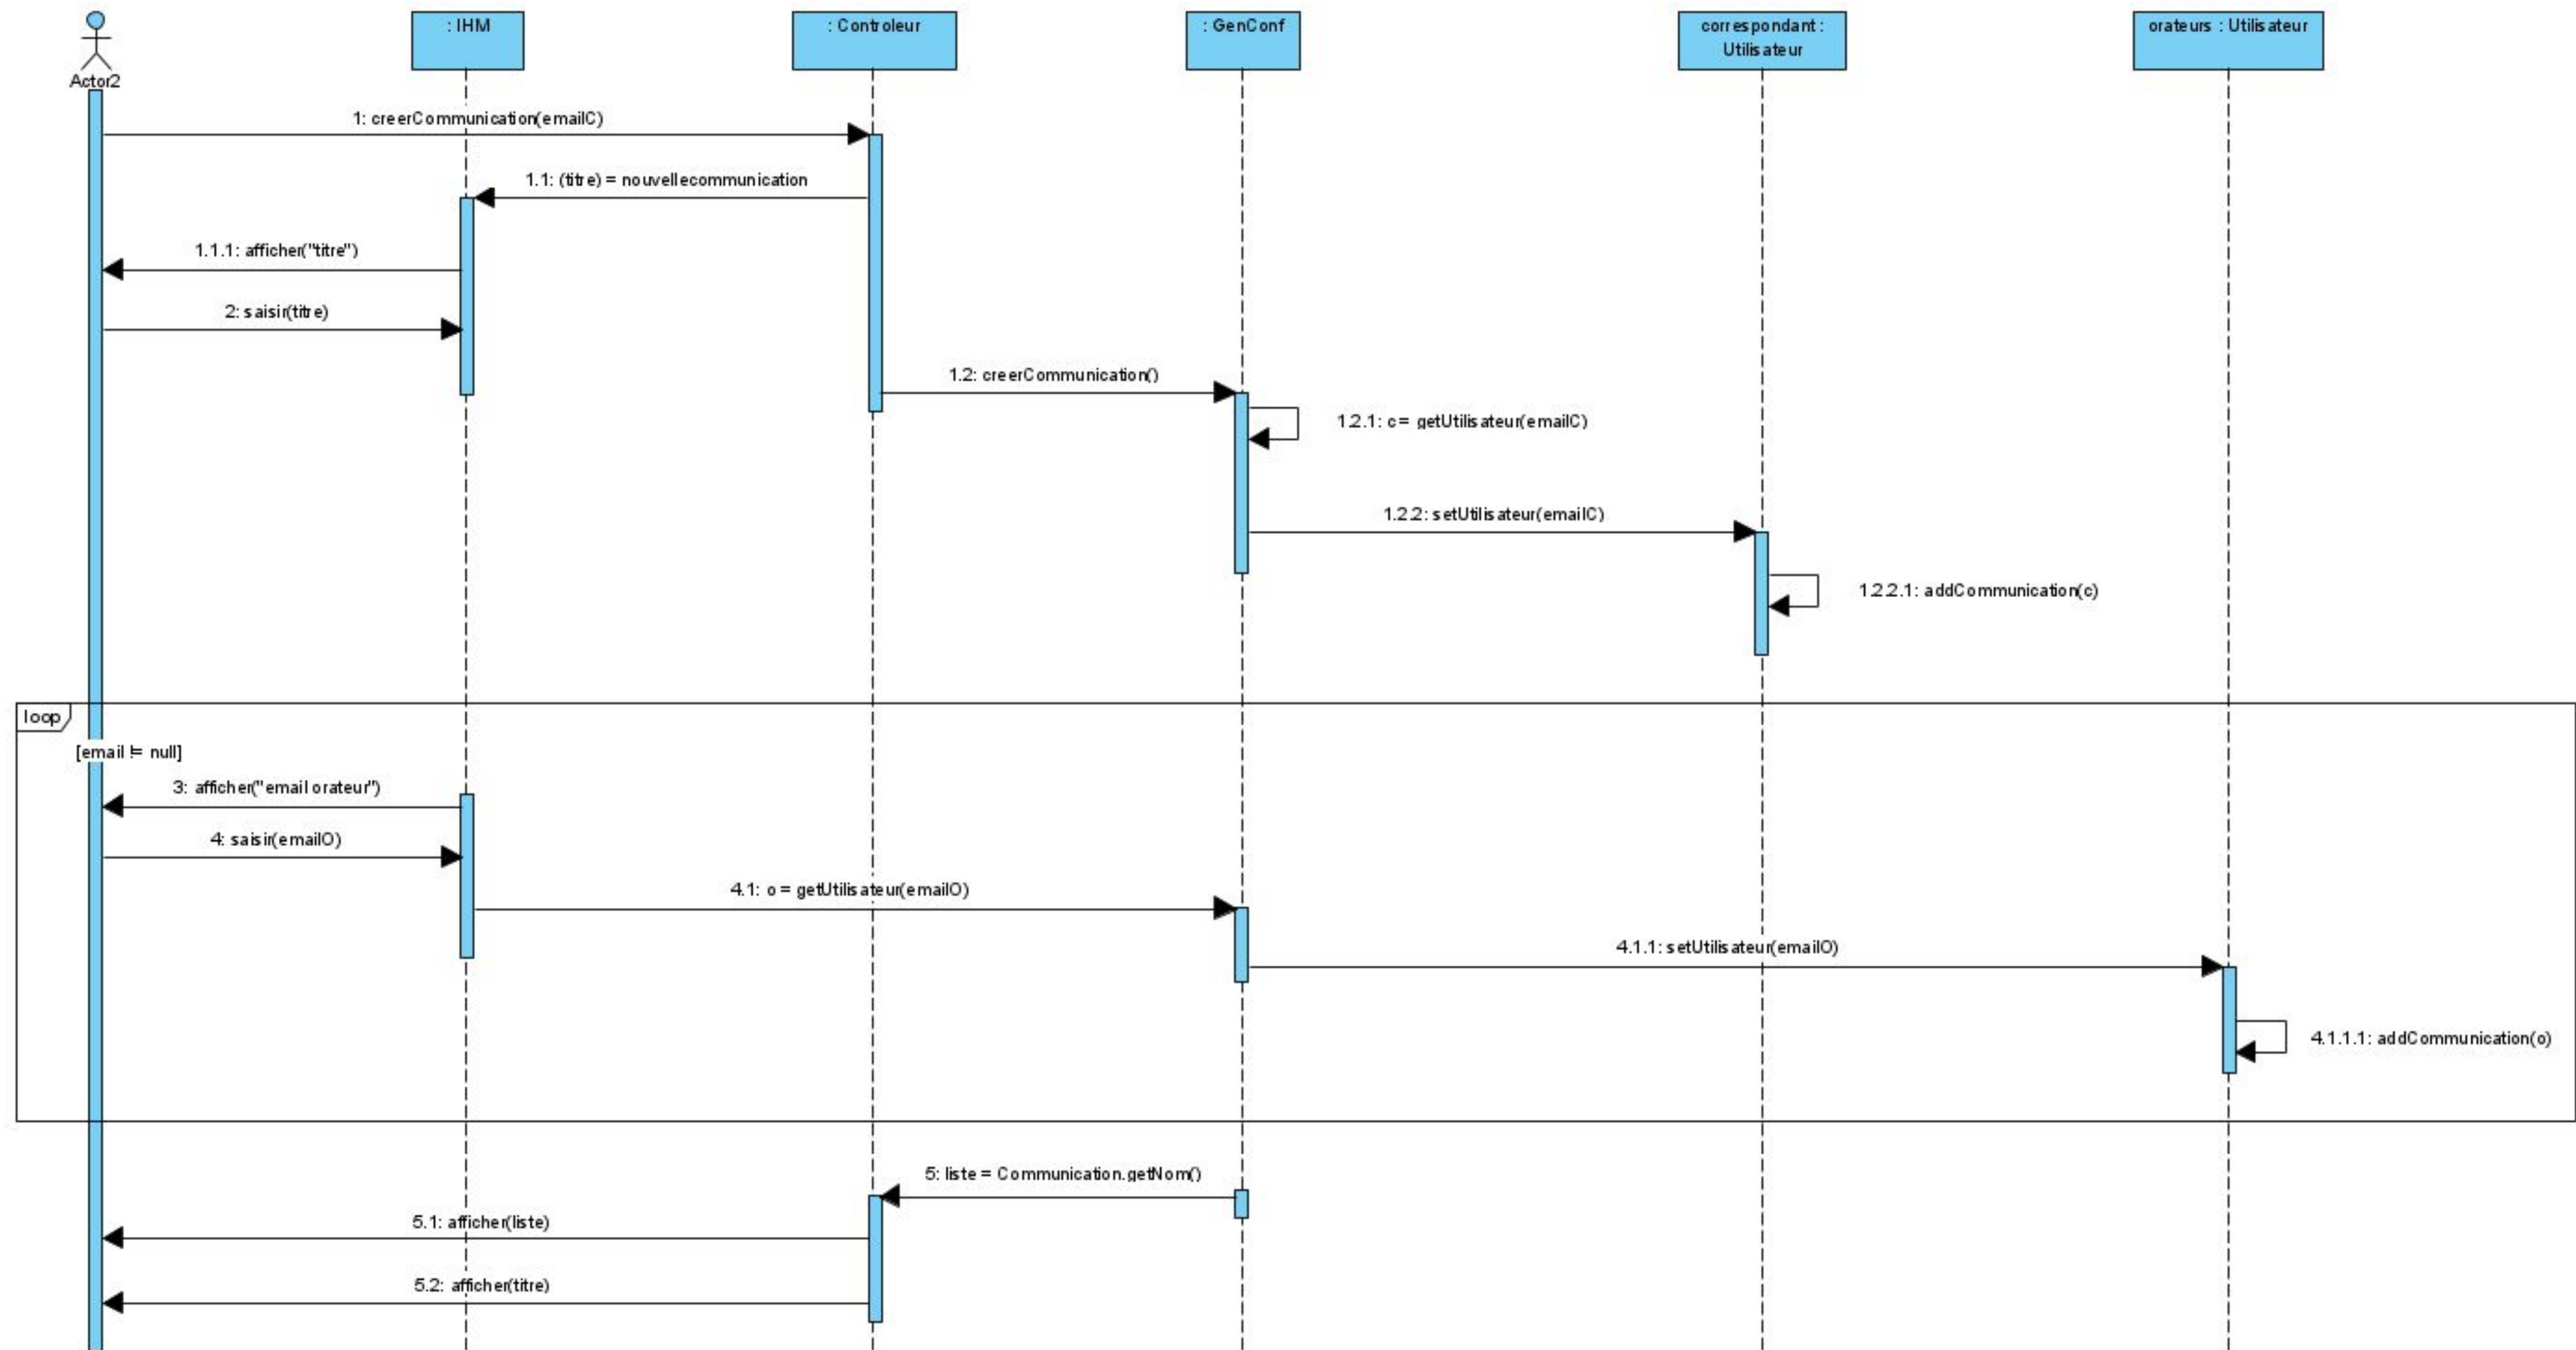 : IHM
: Controleur
: GenConf
correspondant :
Utilisateur
orateurs : Utilisateur
Actor2
1: creerCommunication(emailC)
1.1: (titre) = nouvellecommunication
1.1.1: afficher("titre")
2: saisir(titre)
1.2: creerCommunication()
1.2.1: c = getUtilisateur(emailC)
1.2.2: setUtilisateur(emailC)
1.2.2.1: addCommunication(c)
loop
[email != null]
3: afficher("email orateur")
4: saisir(emailO)
4.1: o = getUtilisateur(emailO)
4.1.1: setUtilisateur(emailO)
4.1.1.1: addCommunication(o)
5: liste = Communication.getNom()
5.1: afficher(liste)
5.2: afficher(titre)